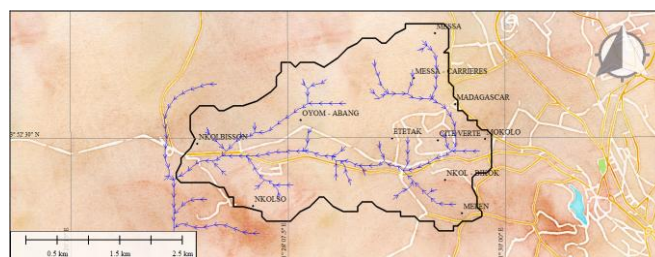 MESSA
MESSA - CARRIERES
MADAGASCAR
OYOM - ABANG
3°52'30" N
NKOLBISSON
ETETAK
CITE VERTE
MOKOLO
NKOL - BIKOK
NKOLSO
MELEN
0.5 km
1.5 km
2.5 km